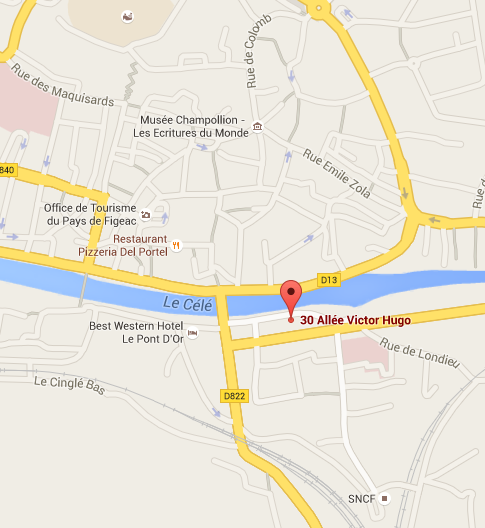 Rue de Colomb
Rue des Maquisards
Musée Champollion -
Les Ecritures du Monde
Rue Emile Zola
B40
Rue d
Office de Tourisme
du Pays de Figeac
Restaurant
Pizzeria Del Portel
D13
Le Célé
30 Allée Victor Hugo
Best Western Hotel
Le Pont D'Or
Rue de Londieu
Le Cinglé Bas
D822
SNCF